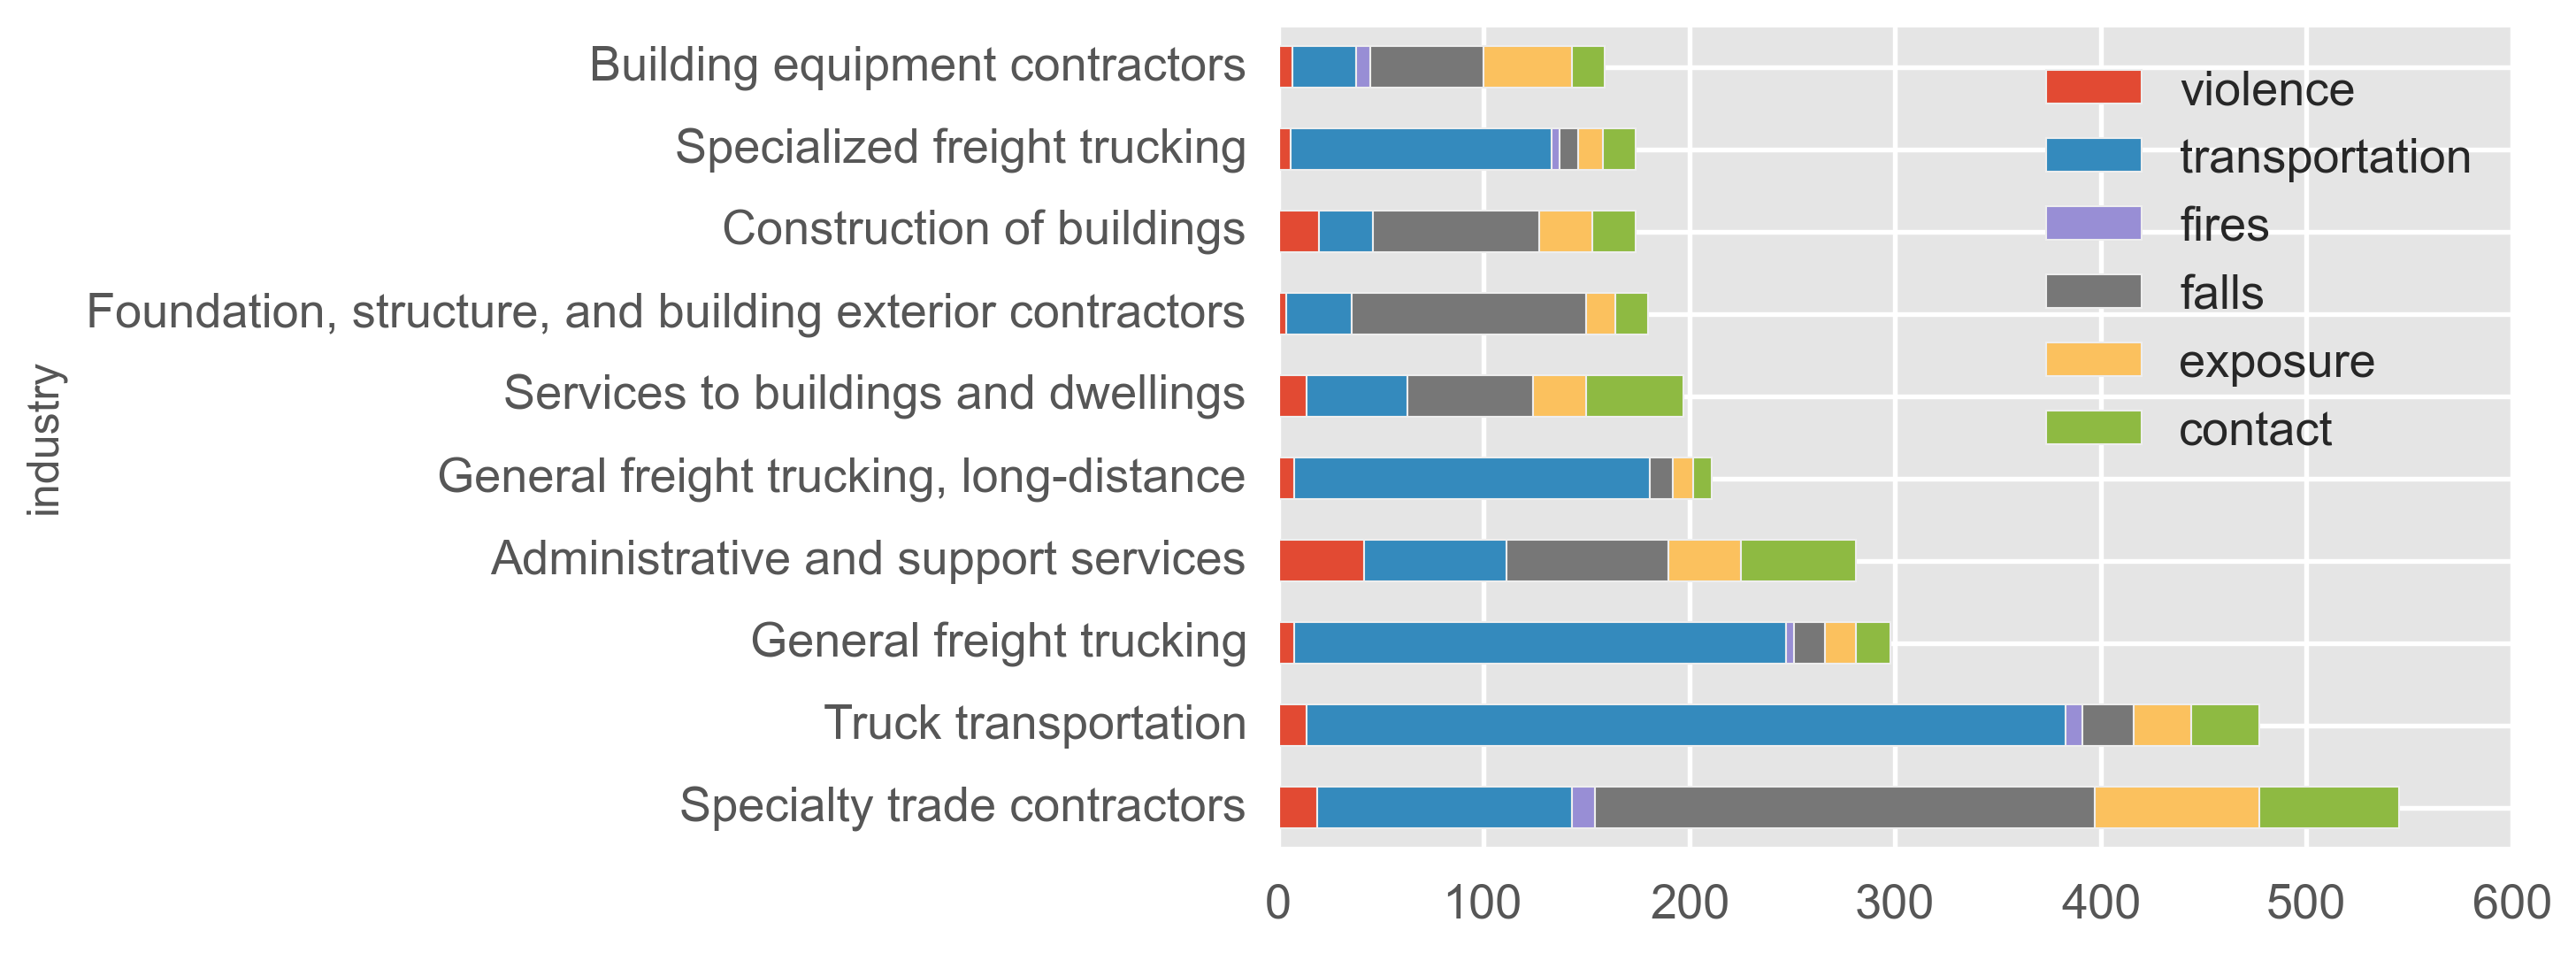 Building equipment contractors
Specialized freight trucking
Construction of buildings
Foundation, structure, and building exterior contractors
Services to buildings and dwellings
General freight trucking, long-distance
Administrative and support services
General freight trucking
Truck transportation
Specialty trade contractors
industry
0 100 200 300 400 500 600
violence
transportation
fires
falls
exposure
contact